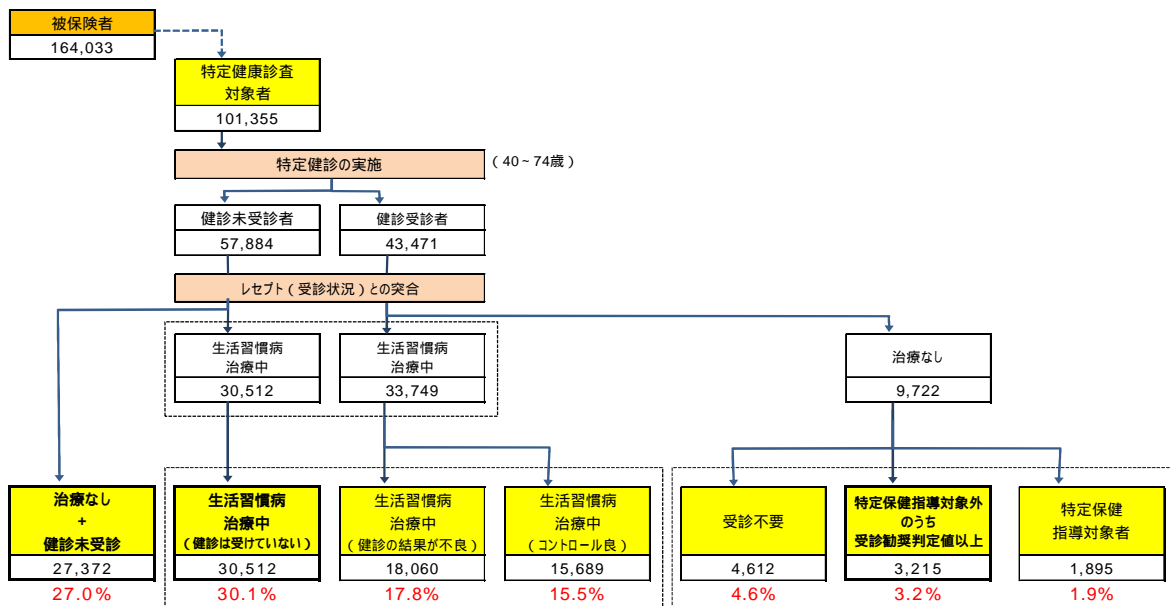 被保険者
164,033
特定健康診査
対象者
101,355
特定健診の実施
(40~74歳)
健診未受診者
57,884
健診受診者
43,471
レセプト(受診状況)との突合
生活習慣病
治療中
30,512
生活習慣病
治療中
33,749
治療なし
9,722
治療なし
+
健診未受診
27,372
27.0%
生活習慣病
治療中
(健診は受けていない)
30,512
30.1%
生活習慣病
治療中
(健診の結果が不良)
18,060
17.8%
生活習慣病
治療中
(コントロール良)
15,689
15.5%
受診不要
4,612
4.6%
特定保健指導対象外
のうち
受診勧奨判定値以上
3,215
3.2%
特定保健
指導対象者
1,895
1.9%